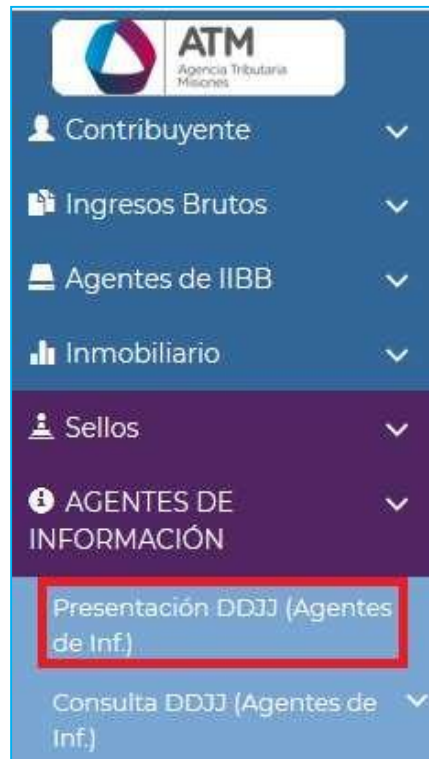 ATM
Agencia Tributaria
Misiones
Contribuyente
Ingresos Brutos
Agentes de IIBB
Inmobiliario
Sellos
AGENTES DE
INFORMACIÓN
Presentación DDJJ (Agentes
de Inf.)
Consulta DDJJ (Agentes de
Inf.)